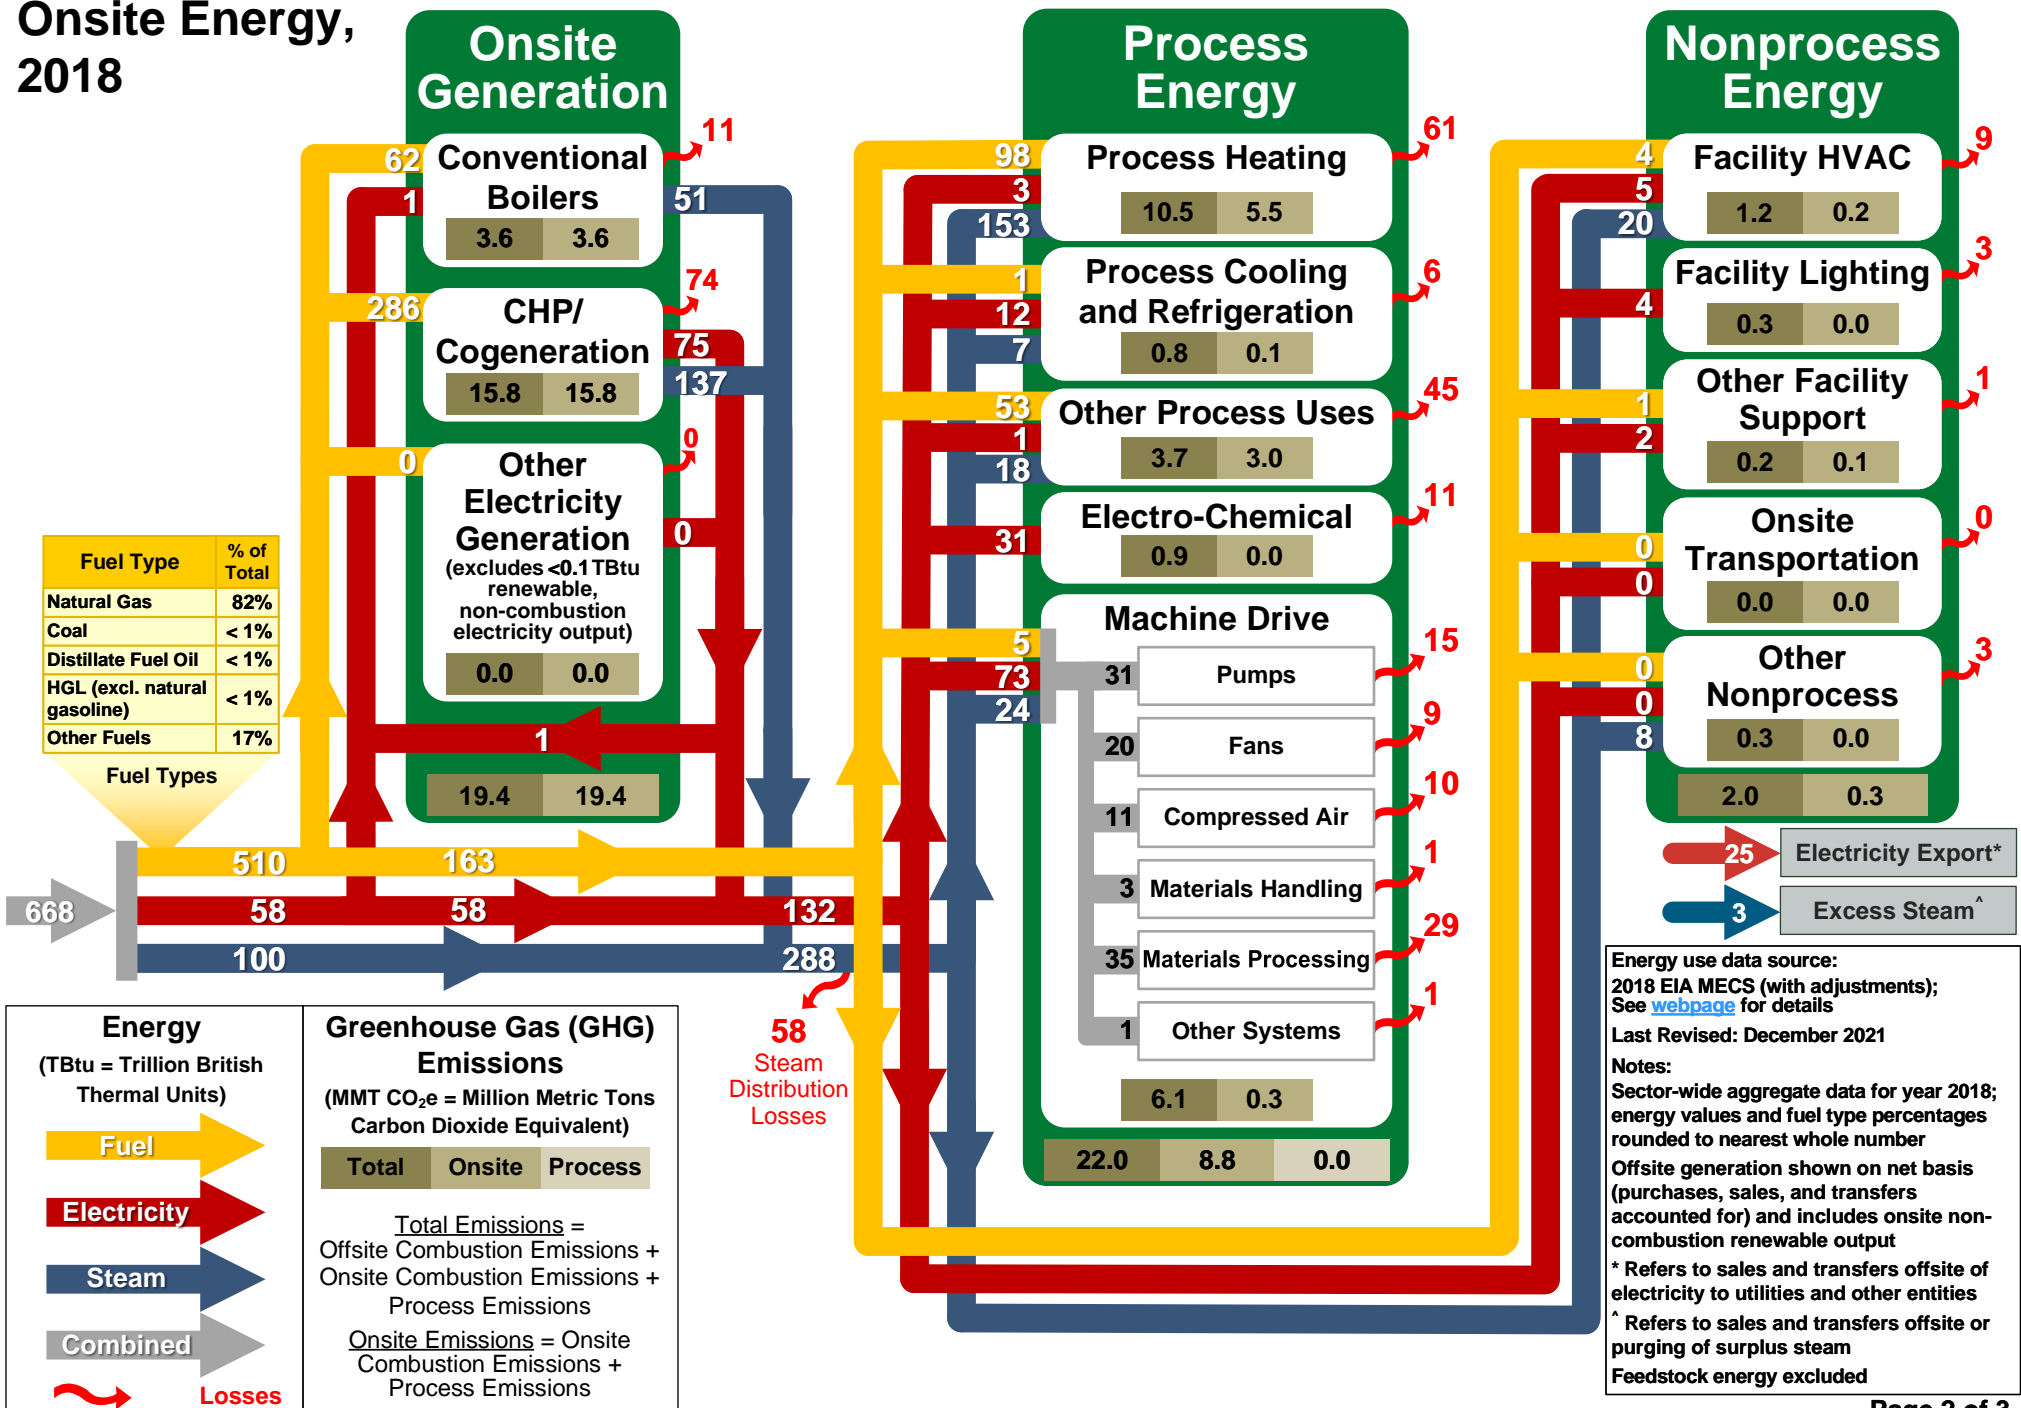 Onsite Energy,
2018
Onsite
Generation
62
1
Conventional
Boilers
3.6 3.6
11
51
286
CHP/
Cogeneration
15.8 15.8
74
75
137
0
Other
Electricity
Generation
(excludes <0.1 TBtu
renewable,
non-combustion
electricity output)
0.0 0.0
0
0
1
19.4 19.4
Fuel Type % of
Total
Natural Gas 82%
Coal < 1%
Distillate Fuel Oil < 1%
HGL (excl. natural
gasoline) < 1%
Other Fuels 17%
Fuel Types
668
510 163
58 58 132
100 288
58
Steam
Distribution
Losses
Process
Energy
98
3
153
Process Heating
10.5 5.5
61
1
12
7
Process Cooling
and Refrigeration
0.8 0.1
6
53
1
18
Other Process Uses
3.7 3.0
45
31
Electro-Chemical
0.9 0.0
11
5
73
24
Machine Drive
31 Pumps 15
20 Fans 9
11 Compressed Air 10
3 Materials Handling 1
35 Materials Processing 29
1 Other Systems 1
6.1 0.3
22.0 8.8 0.0
Nonprocess
Energy
4
5
20
Facility HVAC
1.2 0.2
9
4
Facility Lighting
0.3 0.0
3
1
2
Other Facility
Support
0.2 0.1
1
0
0
Onsite
Transportation
0.0 0.0
0
0
0
8
Other
Nonprocess
0.3 0.0
3
2.0 0.3
25 Electricity Export*
3 Excess Steam^
Energy
(TBtu = Trillion British
Thermal Units)
Fuel
Electricity
Steam
Combined
Losses
Greenhouse Gas (GHG)
Emissions
(MMT CO₂e = Million Metric Tons
Carbon Dioxide Equivalent)
Total Onsite Process
Total Emissions =
Offsite Combustion Emissions +
Onsite Combustion Emissions +
Process Emissions
Onsite Emissions = Onsite
Combustion Emissions +
Process Emissions
Energy use data source:
2018 EIA MECS (with adjustments);
See webpage for details
Last Revised: December 2021
Notes:
Sector-wide aggregate data for year 2018;
energy values and fuel type percentages
rounded to nearest whole number
Offsite generation shown on net basis
(purchases, sales, and transfers
accounted for) and includes onsite non-
combustion renewable output
* Refers to sales and transfers offsite of
electricity to utilities and other entities
^ Refers to sales and transfers offsite or
purging of surplus steam
Feedstock energy excluded
Page 2 of 3